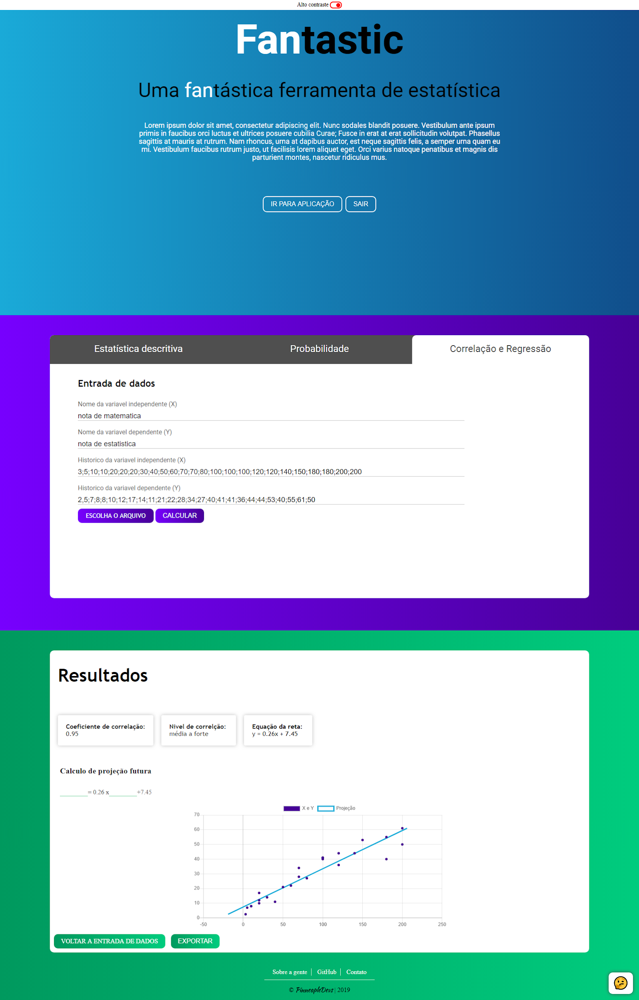 Alto contraste
Fantastic
Uma fantástica ferramenta de estatística
Lorem ipsum dolor sit amet, consectetur adipiscing elit. Nunc sodales blandit posuere. Vestibulum ante ipsum
primis in faucibus orci luctus et ultrices posuere cubilia Curae; Fusce in erat at erat sollicitudin volutpat. Phasellus
sagittis at mauris at rutrum. Nam rhoncus, urna at dapibus auctor, est neque sagittis felis, a semper urna quam eu
mi. Vestibulum faucibus rutrum justo, ut facilisis lorem aliquet eget. Orci varius natoque penatibus et magnis dis
parturient montes, nascetur ridiculus mus.
IR PARA APLICAÇÃO SAIR
Estatística descritiva Probabilidade Correlação e Regressão
Entrada de dados
Nome da variavel independente (X)
nota de matematica
Nome da variavel dependente (Y)
nota de estatistica
Historico da variavel independente (X)
3;5;10;10;20;20;20;30;40;50;60;70;70;80;100;100;100;120;120;140;150;180;180;200;200
Historico da variavel dependente (Y)
2,5;7;8;8;10;12;17;14;11;21;22;28;34;27;40;41;41;36;44;44;53;40;55;61;50
ESCOLHA O ARQUIVO CALCULAR
Resultados
Coeficiente de correlação: Nivel de correlção: Equação da reta:
0.95 média a forte y = 0.26x + 7.45
Calculo de projeção futura
= 0.26 x +7.45
X e Y Projeção
70
60
50
40
30
20
10
0
-50 0 50 100 150 200 250
VOLTAR A ENTRADA DE DADOS EXPORTAR
Sobre a gente | GitHub | Contato
© PinneapleDevs | 2019